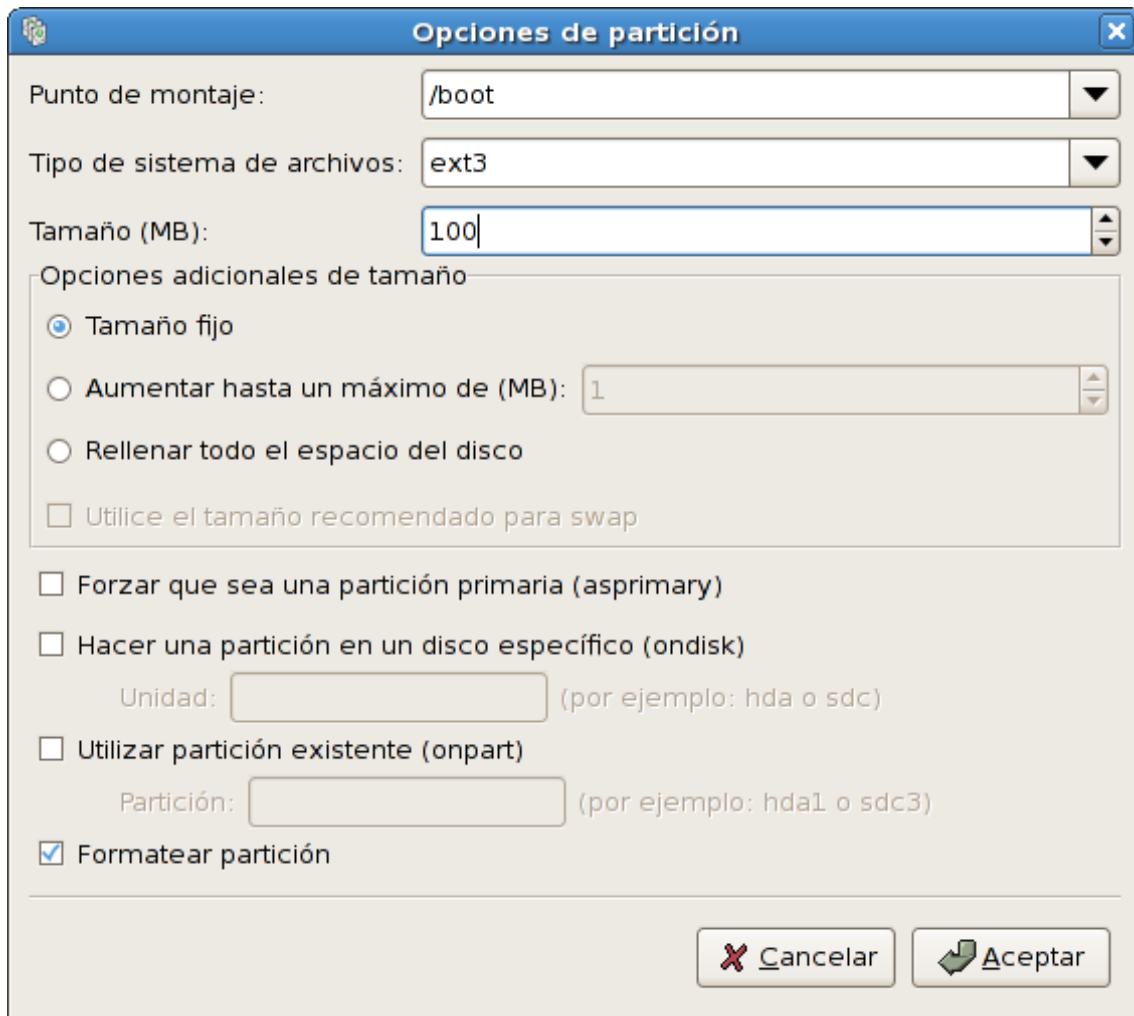 Opciones de partición
Punto de montaje: /boot
Tipo de sistema de archivos: ext3
Tamaño (MB): 100
Opciones adicionales de tamaño
Tamaño fijo
Aumentar hasta un máximo de (MB): 1
Rellenar todo el espacio del disco
Utilice el tamaño recomendado para swap
Forzar que sea una partición primaria (asprimary)
Hacer una partición en un disco específico (ondisk)
Unidad: (por ejemplo: hda o sdc)
Utilizar partición existente (onpart)
Partición: (por ejemplo: hda1 o sdc3)
Formatear partición
Cancelar Aceptar